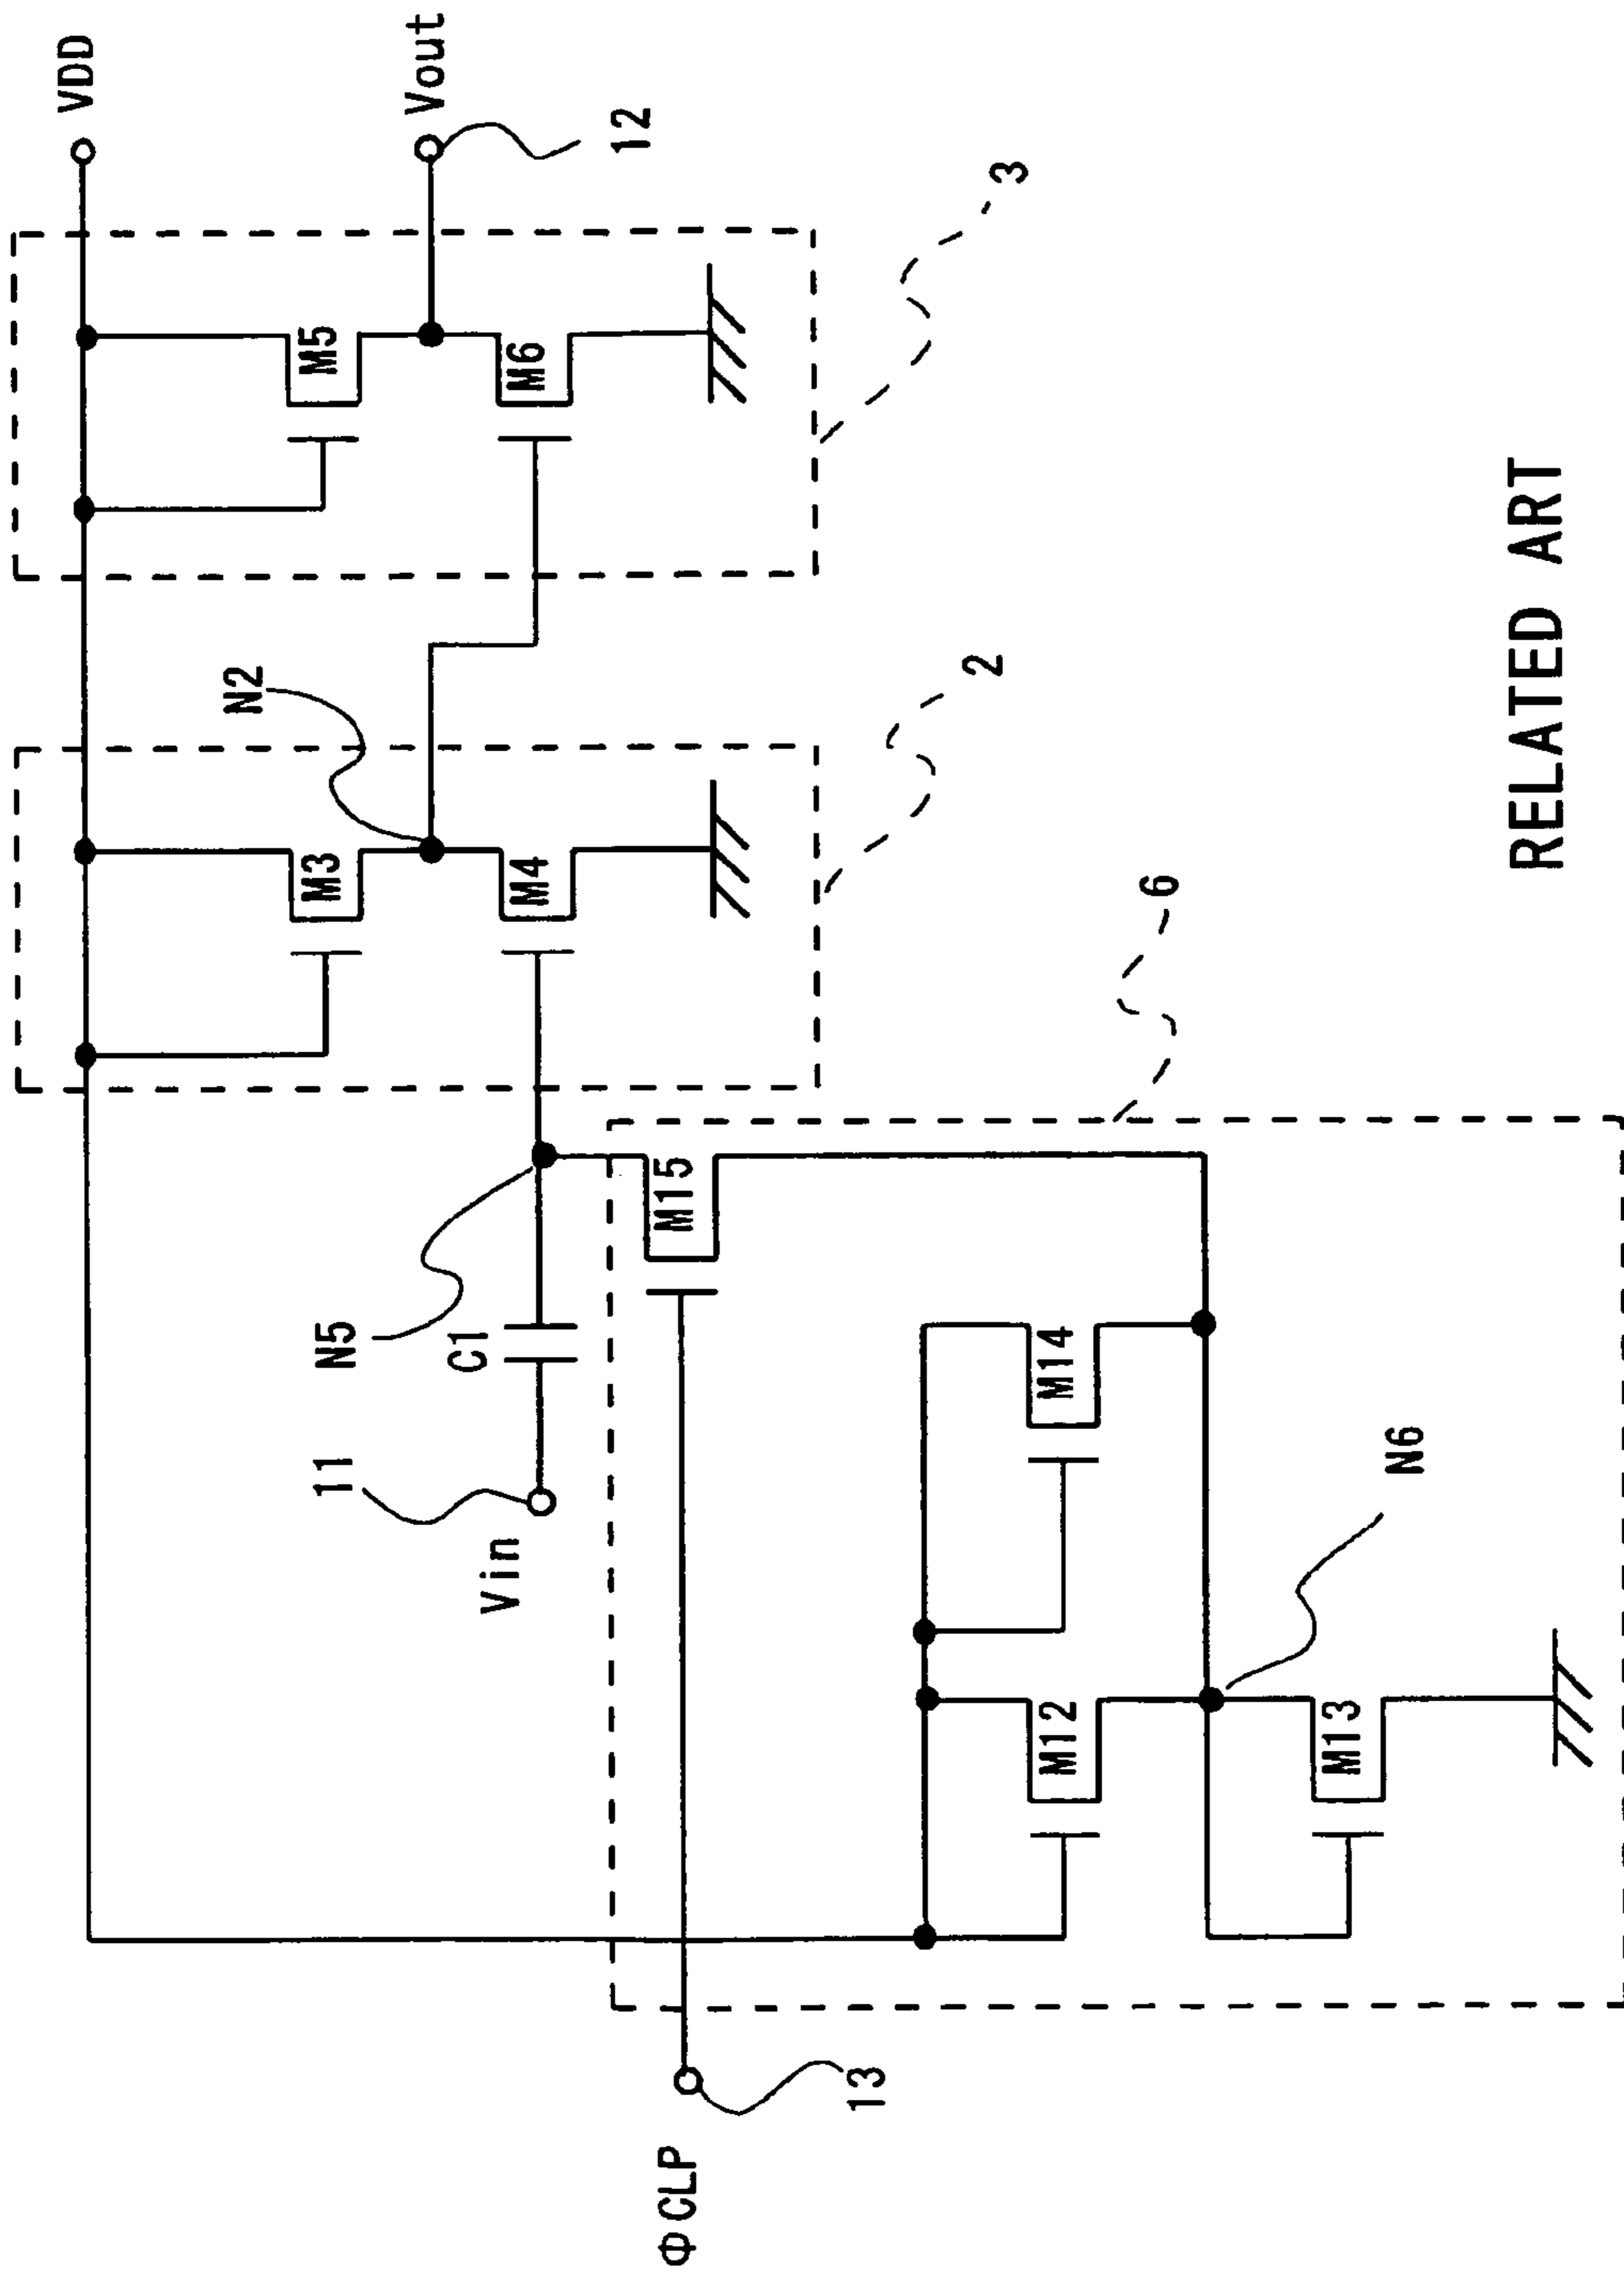 VDD
Vout
12
3
M5
M6
N2
2
M3
M4
6
N5
C1
M15
11
Vin
M14
N6
M12
M13
ΦCLP
13
RELATED ART